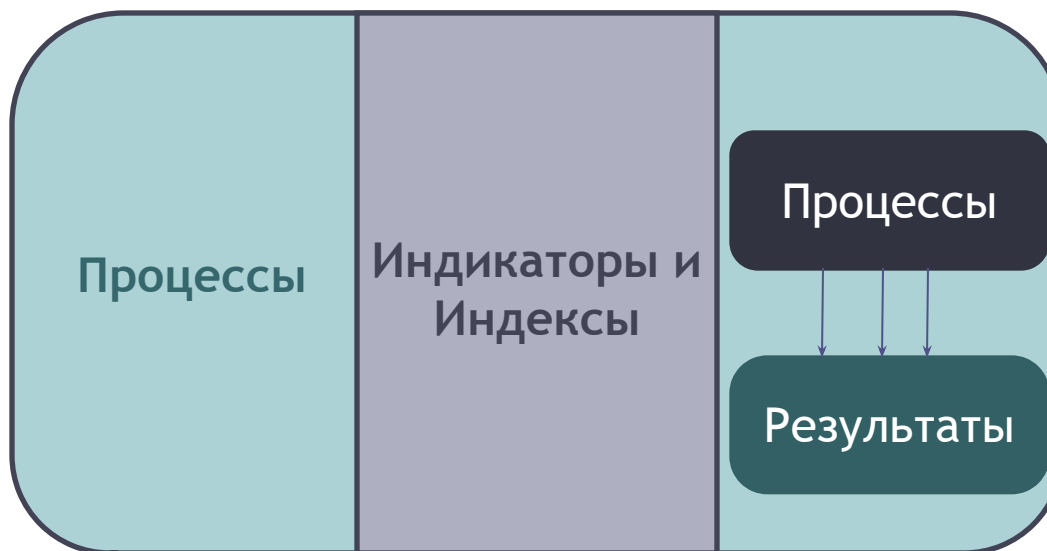 Процессы
Индикаторы и
Индексы
Процессы
Результаты